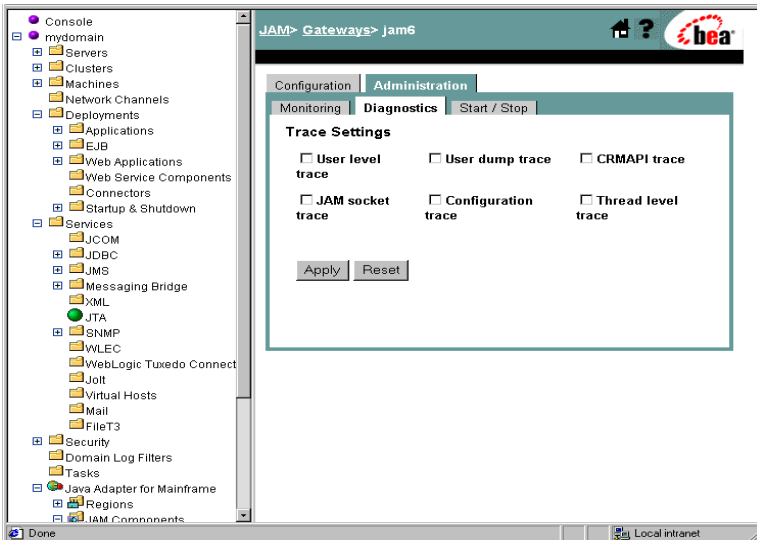 Console
mydomain
Servers
Clusters
Machines
Network Channels
Deployments
Applications
EJB
Web Applications
Web Service Components
Connectors
Startup & Shutdown
Services
JCOM
JDBC
JMS
Messaging Bridge
XML
JTA
SNMP
WLEC
WebLogic Tuxedo Connect
Jolt
Virtual Hosts
Mail
FileT3
Security
Domain Log Filters
Tasks
Java Adapter for Mainframe
Regions
JAM Components
JAM> Gateways> jam6
?
bea
Configuration Administration
Monitoring Diagnostics Start / Stop
Trace Settings
User level trace
User dump trace
CRMAPI trace
JAM socket trace
Configuration trace
Thread level trace
Apply Reset
Done
Local intranet